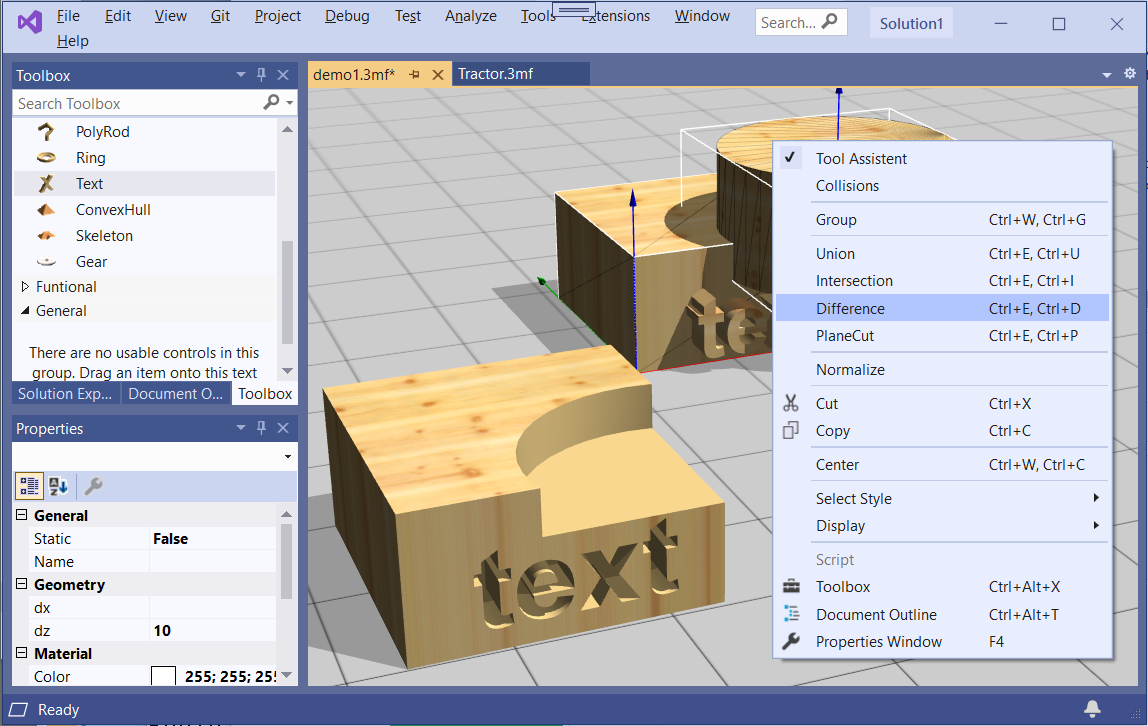 File Edit View Git Project Debug Test Analyze Tools Extensions Window Search... Solution1
Help
Toolbox
Search Toolbox
PolyRod
Ring
Text
ConvexHull
Skeleton
Gear
Funtional
General
There are no usable controls in this
group. Drag an item onto this text
Solution Exp... Document O... Toolbox
Properties
General
Static False
Name
Geometry
dx
dz 10
Material
Color 255; 255; 255
demo1.3mf* Tractor.3mf
te
text
✓ Tool Assistent
Collisions
Group Ctrl+W, Ctrl+G
Union Ctrl+E, Ctrl+U
Intersection Ctrl+E, Ctrl+I
Difference Ctrl+E, Ctrl+D
PlaneCut Ctrl+E, Ctrl+P
Normalize
Cut Ctrl+X
Copy Ctrl+C
Center Ctrl+W, Ctrl+C
Select Style
Display
Script
Toolbox Ctrl+Alt+X
Document Outline Ctrl+Alt+T
Properties Window F4
Ready